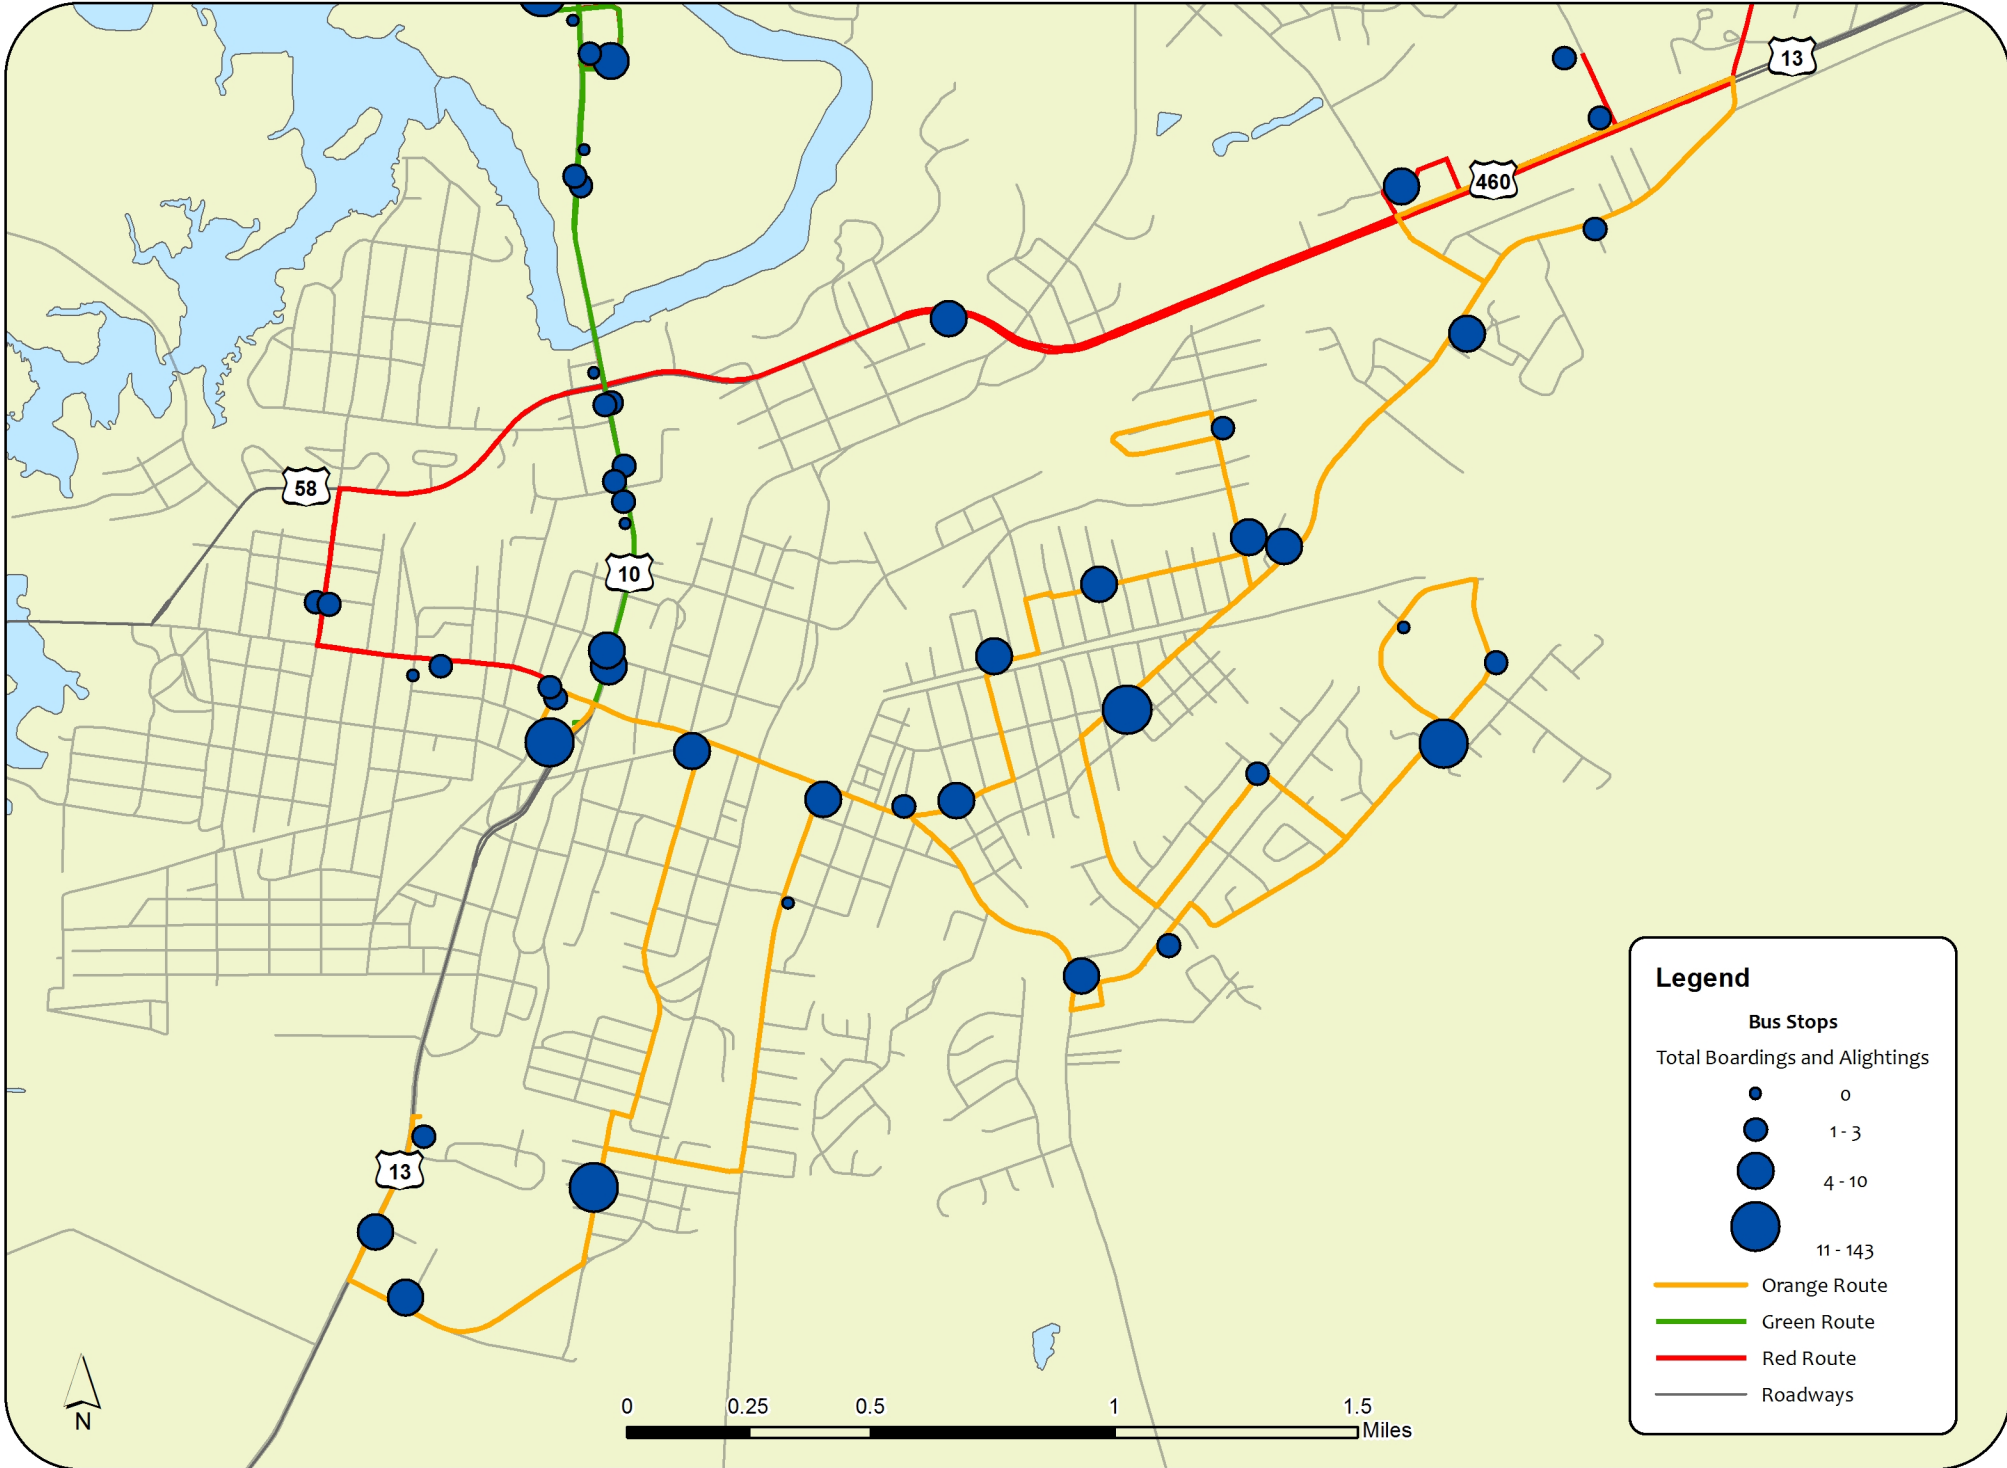 13
460
58
10
13
Legend
Bus Stops
Total Boardings and Alightings
0
1 - 3
4 - 10
11 - 143
Orange Route
Green Route
Red Route
Roadways
N
0 0.25 0.5 1 1.5
Miles